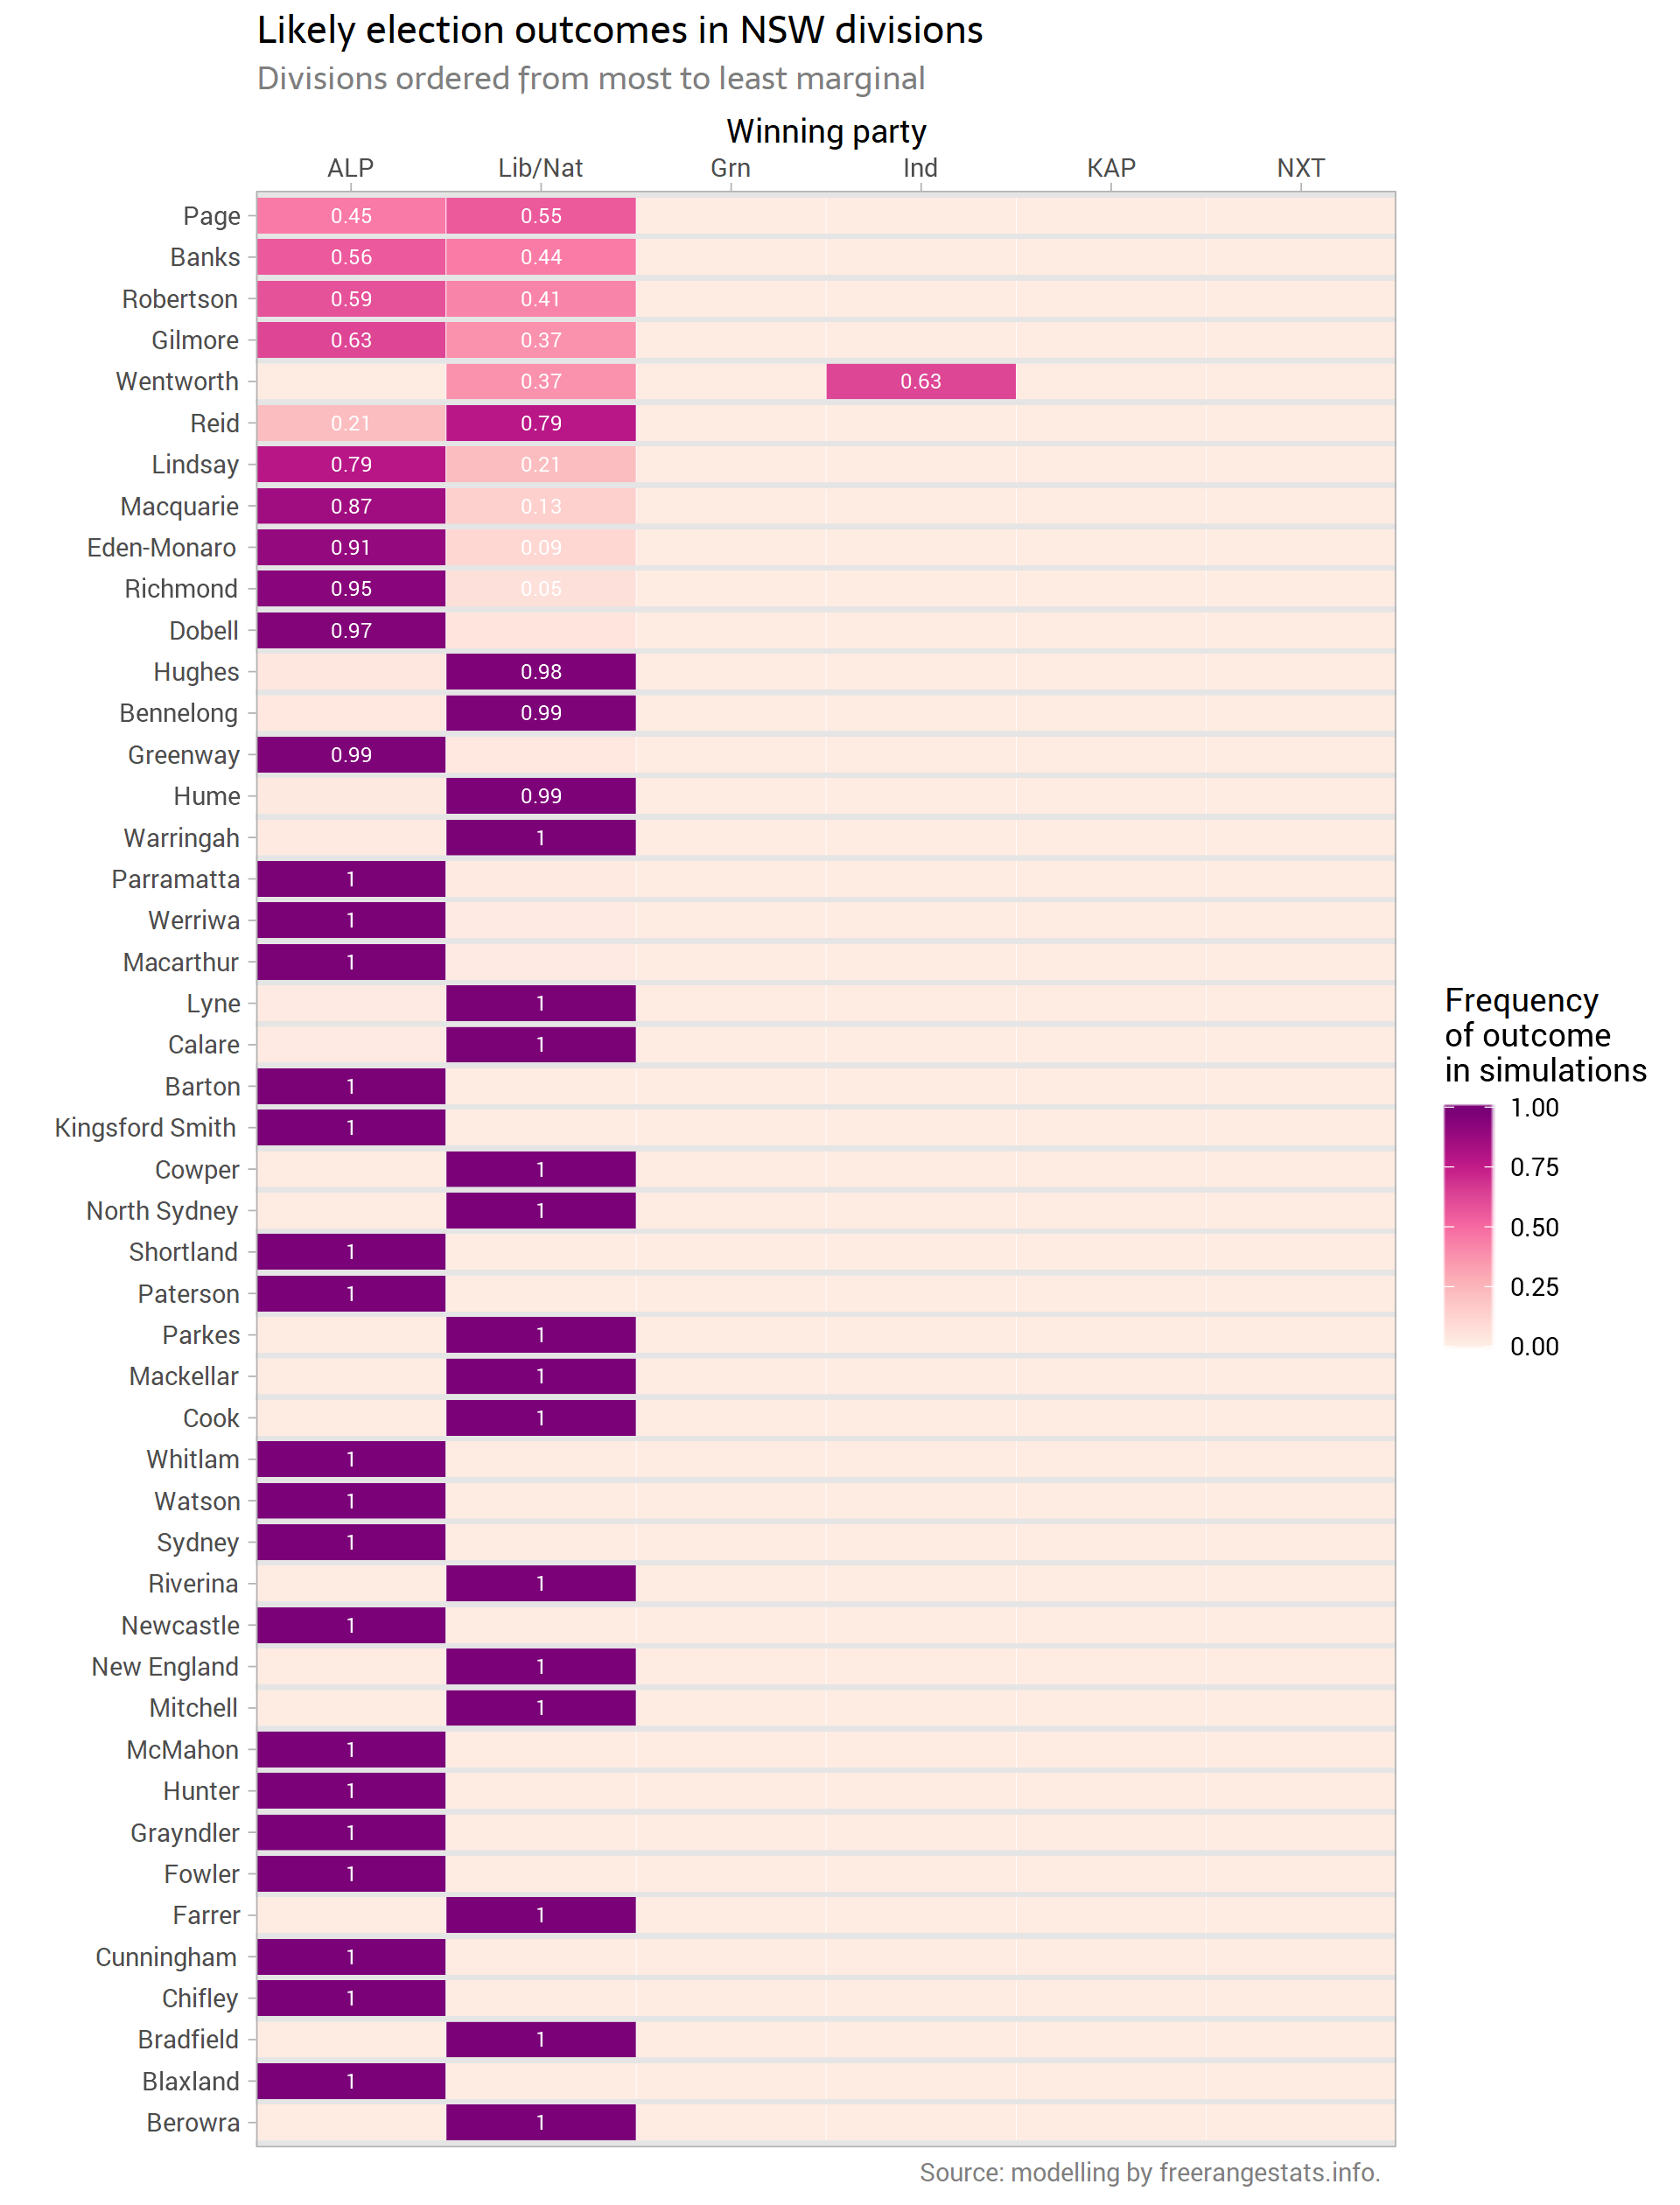 Likely election outcomes in NSW divisions
Divisions ordered from most to least marginal
Winning party
ALP Lib/Nat Grn Ind KAP NXT
Page 0.45 0.55
Banks 0.56 0.44
Robertson 0.59 0.41
Gilmore 0.63 0.37
Wentworth 0.37 0.63
Reid 0.21 0.79
Lindsay 0.79 0.21
Macquarie 0.87 0.13
Eden-Monaro 0.91 0.09
Richmond 0.95 0.05
Dobell 0.97
Hughes 0.98
Bennelong 0.99
Greenway 0.99
Hume 0.99
Warringah 1
Parramatta 1
Werriwa 1
Macarthur 1
Lyne 1
Calare 1
Barton 1
Kingsford Smith 1
Cowper 1
North Sydney 1
Shortland 1
Paterson 1
Parkes 1
Mackellar 1
Cook 1
Whitlam 1
Watson 1
Sydney 1
Riverina 1
Newcastle 1
New England 1
Mitchell 1
McMahon 1
Hunter 1
Grayndler 1
Fowler 1
Farrer 1
Cunningham 1
Chifley 1
Bradfield 1
Blaxland 1
Berowra 1
Frequency
of outcome
in simulations
1.00
0.75
0.50
0.25
0.00
Source: modelling by freerangestats.info.